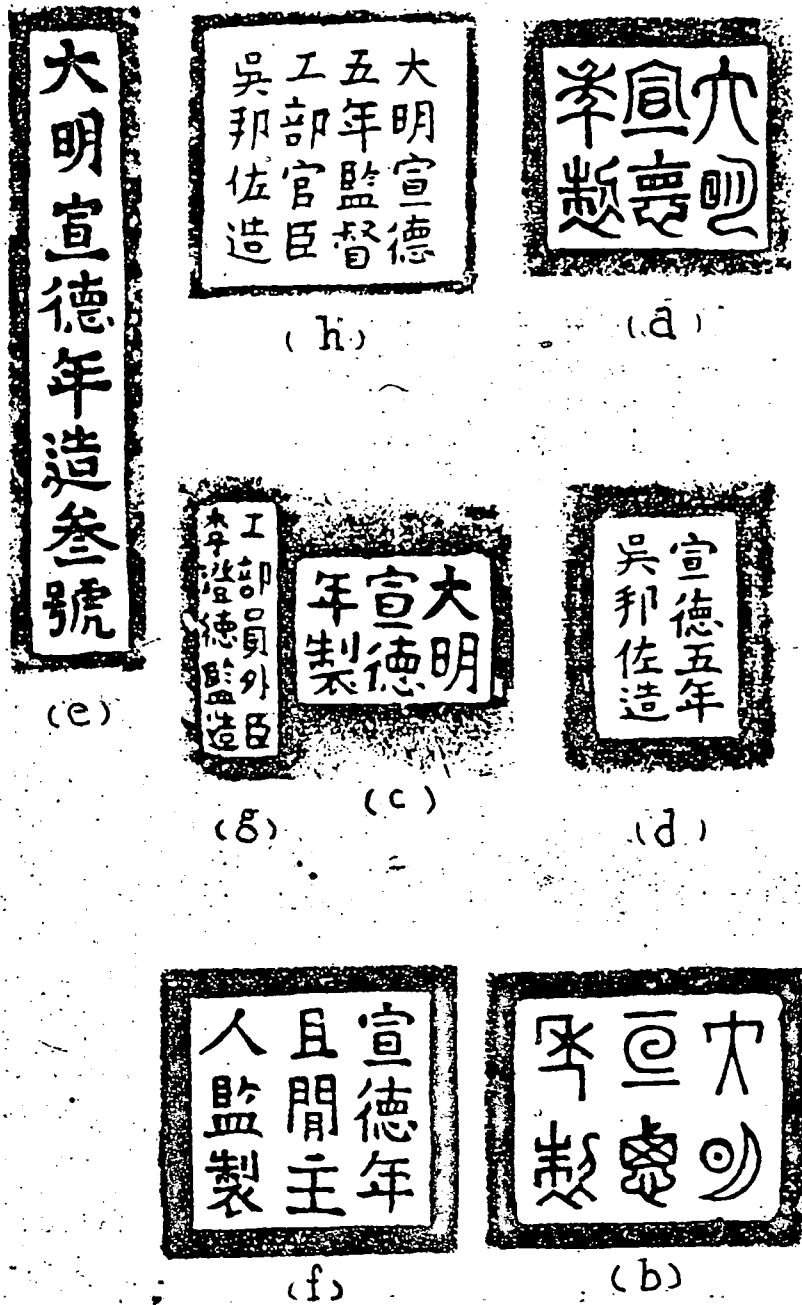 大明
宣德
年製
(a)
大明宣德
五年監督
工部官臣
吳邦佐造
(h)
大明宣德年造叁號
(e)
宣德五年
吳邦佐造
(d)
大明
宣德
年製
(c)
工部員外臣
李澄德監造
(g)
大明
宣德
年製
(b)
宣德年
且閒主
人監製
(f)